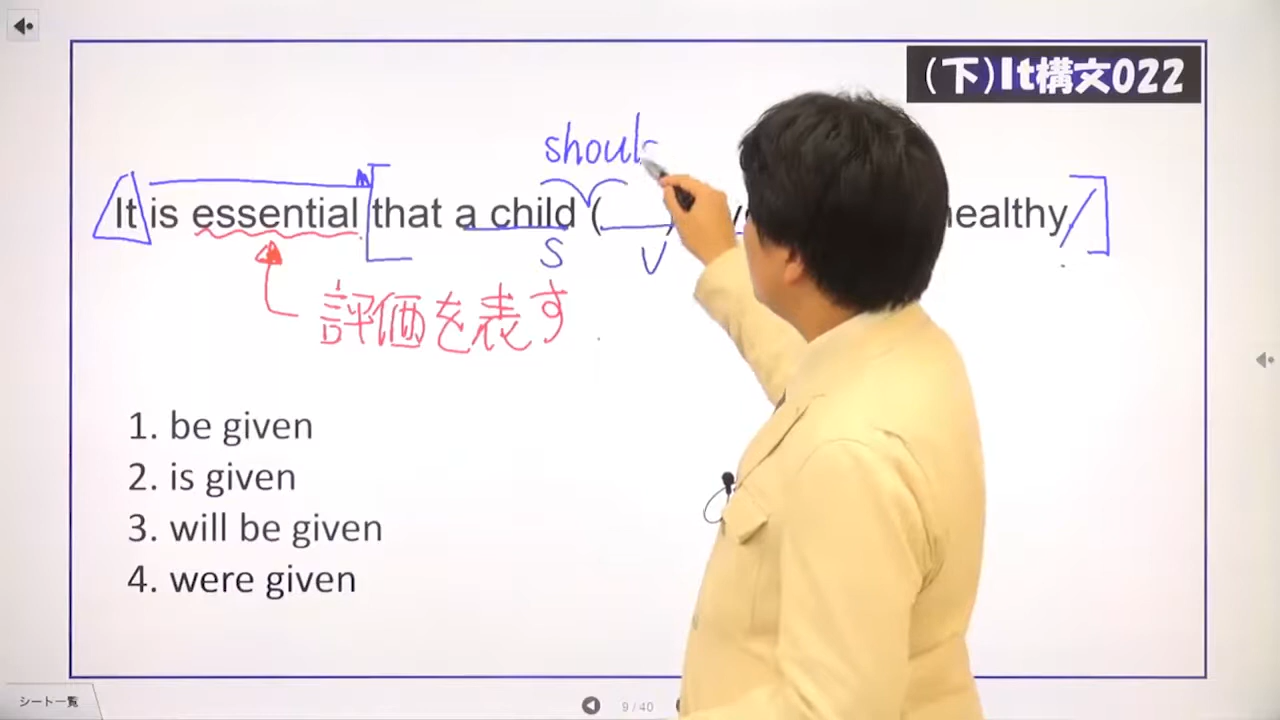 (下)It構文022
shoul
It is essential that a child ( healthy
S V
評価を表す
1. be given
2. is given
3. will be given
4. were given
シート一覧
9 / 40